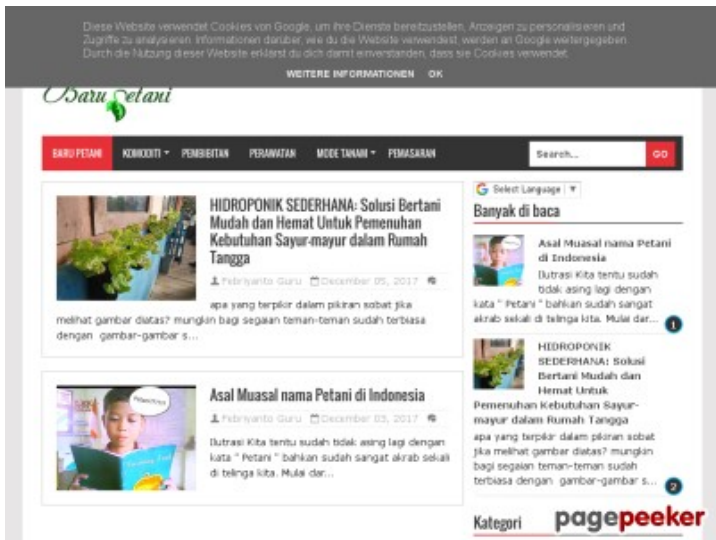 Diese Website verwendet Cookies von Google, um ihre Dienste bereitzustellen, Anzeigen zu personalisieren und
Zugriffe zu analysieren. Informationen darüber, wie du die Website verwendest, werden an Google weitergegeben.
Durch die Nutzung dieser Website erklärst du dich damit einverstanden, dass sie Cookies verwendet.
WEITERE INFORMATIONEN OK
Baru Petani
BARU PETANI KOMODITI PEMBIBITAN PERAWATAN MODE TANAM PEMASARAN Search... GO
HIDROPONIK SEDERHANA: Solusi Bertani
Mudah dan Hemat Untuk Pemenuhan
Kebutuhan Sayur-mayur dalam Rumah
Tangga
Febriyanto Guru December 05, 2017
apa yang terpikir dalam pikiran sobat jika
melihat gambar diatas? mungkin bagi segaian teman-teman sudah terbiasa
dengan gambar-gambar s...
Asal Muasal nama Petani di Indonesia
Febriyanto Guru December 03, 2017
Ilutrasi Kita tentu sudah tidak asing lagi dengan
kata " Petani " bahkan sudah sangat akrab sekali
di telinga kita. Mulai dar...
Select Language ▼
Banyak di baca
Asal Muasal nama Petani
di Indonesia
Ilutrasi Kita tentu sudah
tidak asing lagi dengan
kata " Petani " bahkan sudah sangat
akrab sekali di telinga kita. Mulai dar...
1
HIDROPONIK
SEDERHANA: Solusi
Bertani Mudah dan
Hemat Untuk
Pemenuhan Kebutuhan Sayur-
mayur dalam Rumah Tangga
apa yang terpikir dalam pikiran sobat
jika melihat gambar diatas? mungkin
bagi segaian teman-teman sudah
terbiasa dengan gambar-gambar s...
2
Kategori
pagepeeker